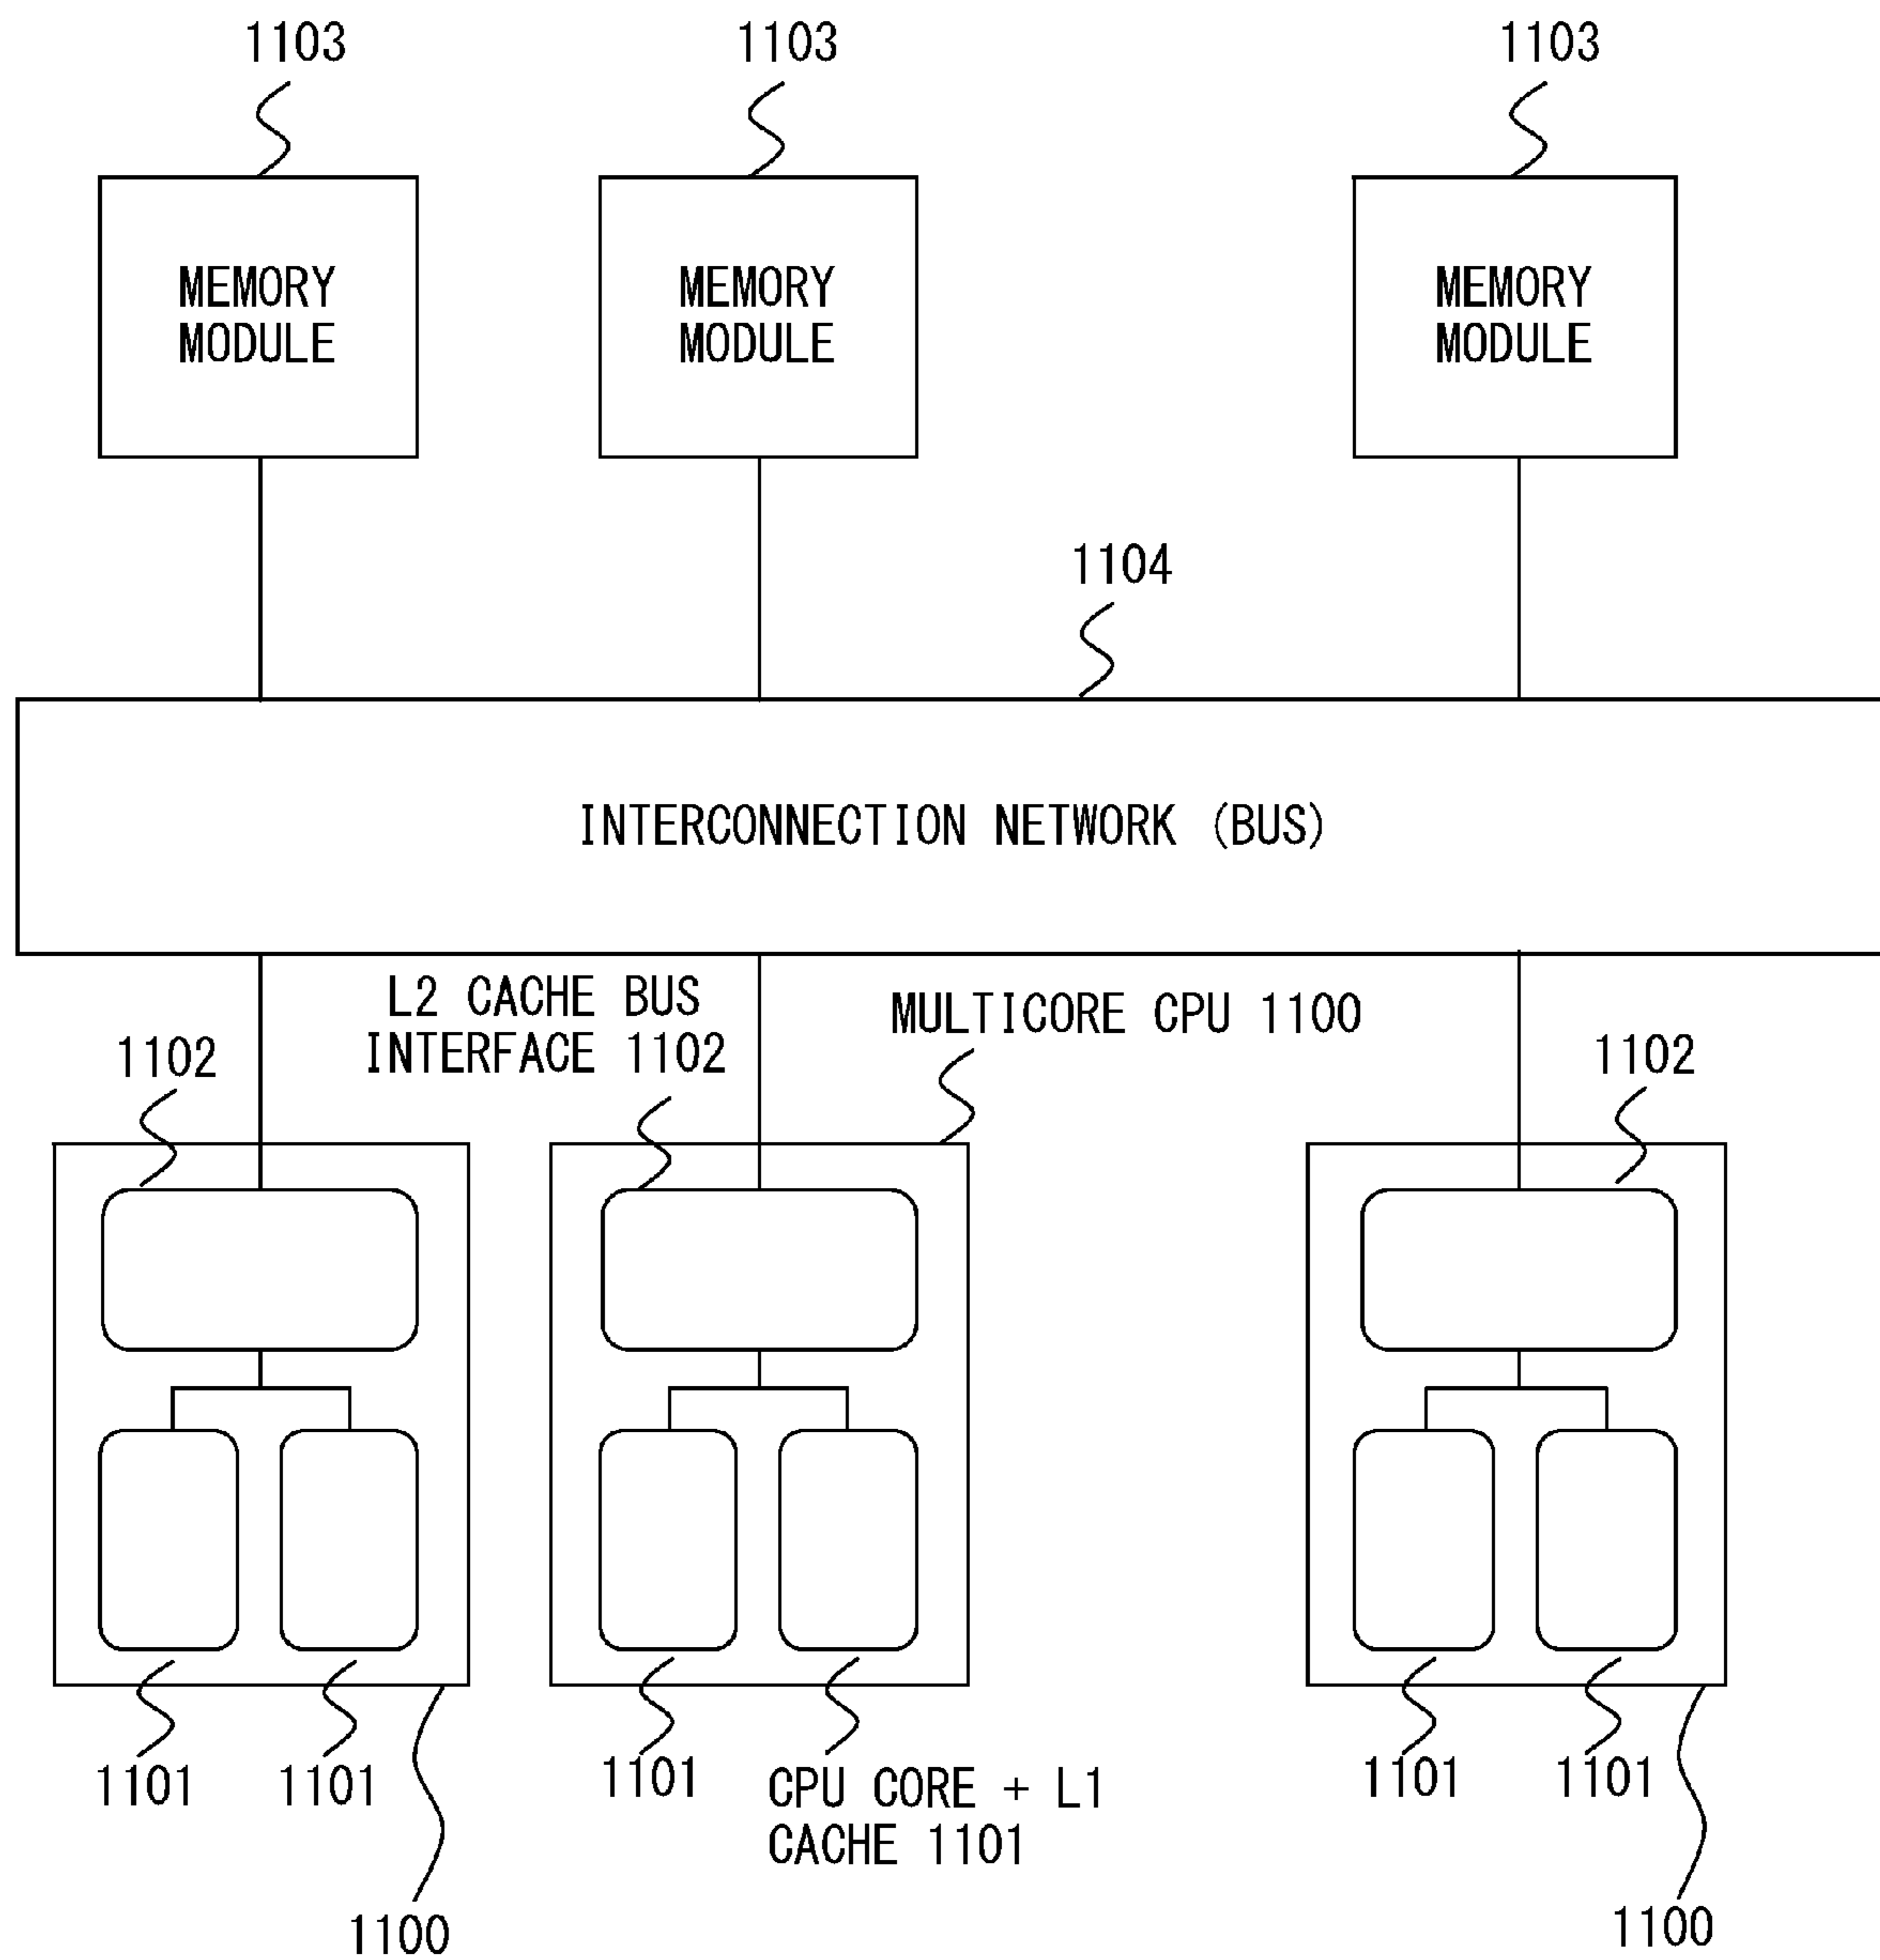 1103
1103
1103
MEMORY
MODULE
MEMORY
MODULE
MEMORY
MODULE
1104
INTERCONNECTION NETWORK (BUS)
L2 CACHE BUS
INTERFACE 1102
MULTICORE CPU 1100
1102
1102
1101
1101
1101
CPU CORE + L1
CACHE 1101
1101
1101
1100
1100